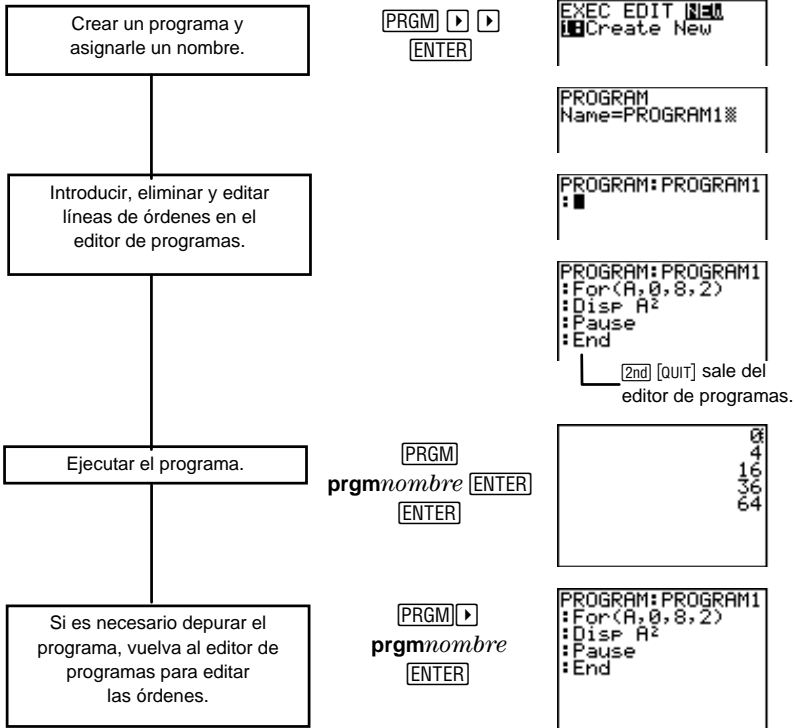 Crear un programa y
asignarle un nombre.
PRGM ▸ ▸
ENTER
EXEC EDIT NEW
1:Create New
PROGRAM
Name=PROGRAM1
Introducir, eliminar y editar
líneas de órdenes en el
editor de programas.
PROGRAM:PROGRAM1
:
PROGRAM:PROGRAM1
:For(A,0,8,2)
:Disp A²
:Pause
:End
2nd [QUIT] sale del
editor de programas.
Ejecutar el programa.
PRGM
prgmnombre ENTER
ENTER
0
4
16
36
64
Si es necesario depurar el
programa, vuelva al editor de
programas para editar
las órdenes.
PRGM ▸
prgmnombre
ENTER
PROGRAM:PROGRAM1
:For(A,0,8,2)
:Disp A²
:Pause
:End